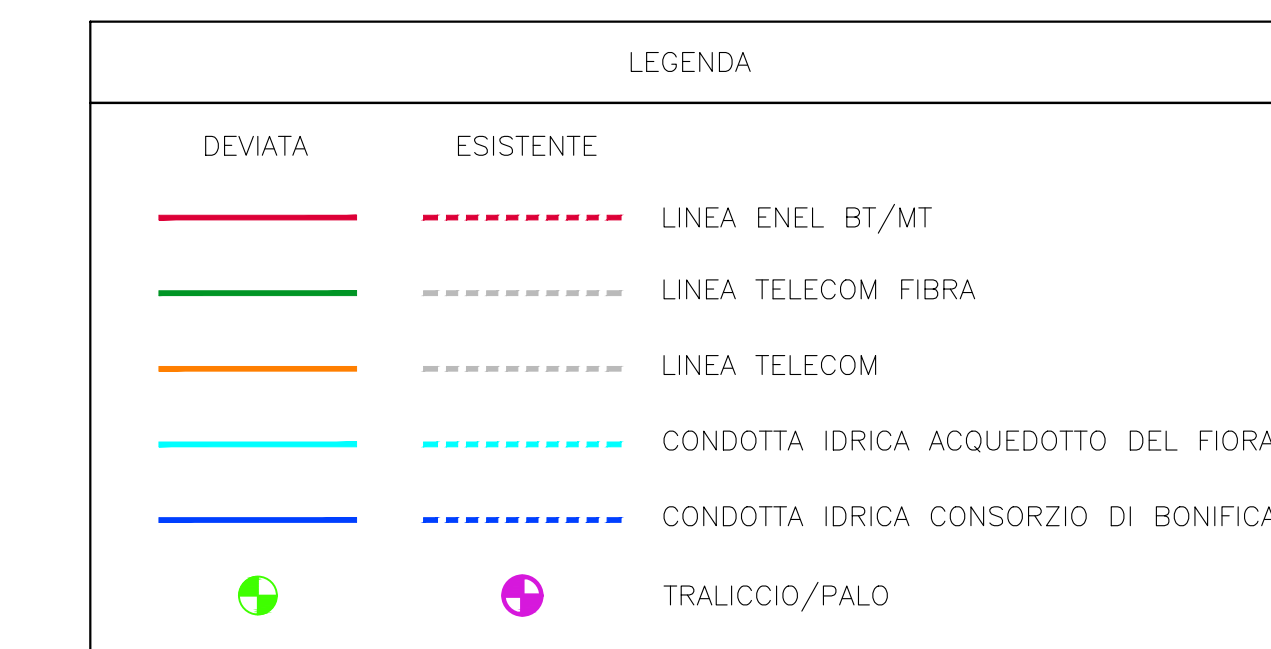 LEGENDA
DEVIATA ESISTENTE
LINEA ENEL BT/MT
LINEA TELECOM FIBRA
LINEA TELECOM
CONDOTTA IDRICA ACQUEDOTTO DEL FIORA
CONDOTTA IDRICA CONSORZIO DI BONIFICA
TRALICCIO/PALO